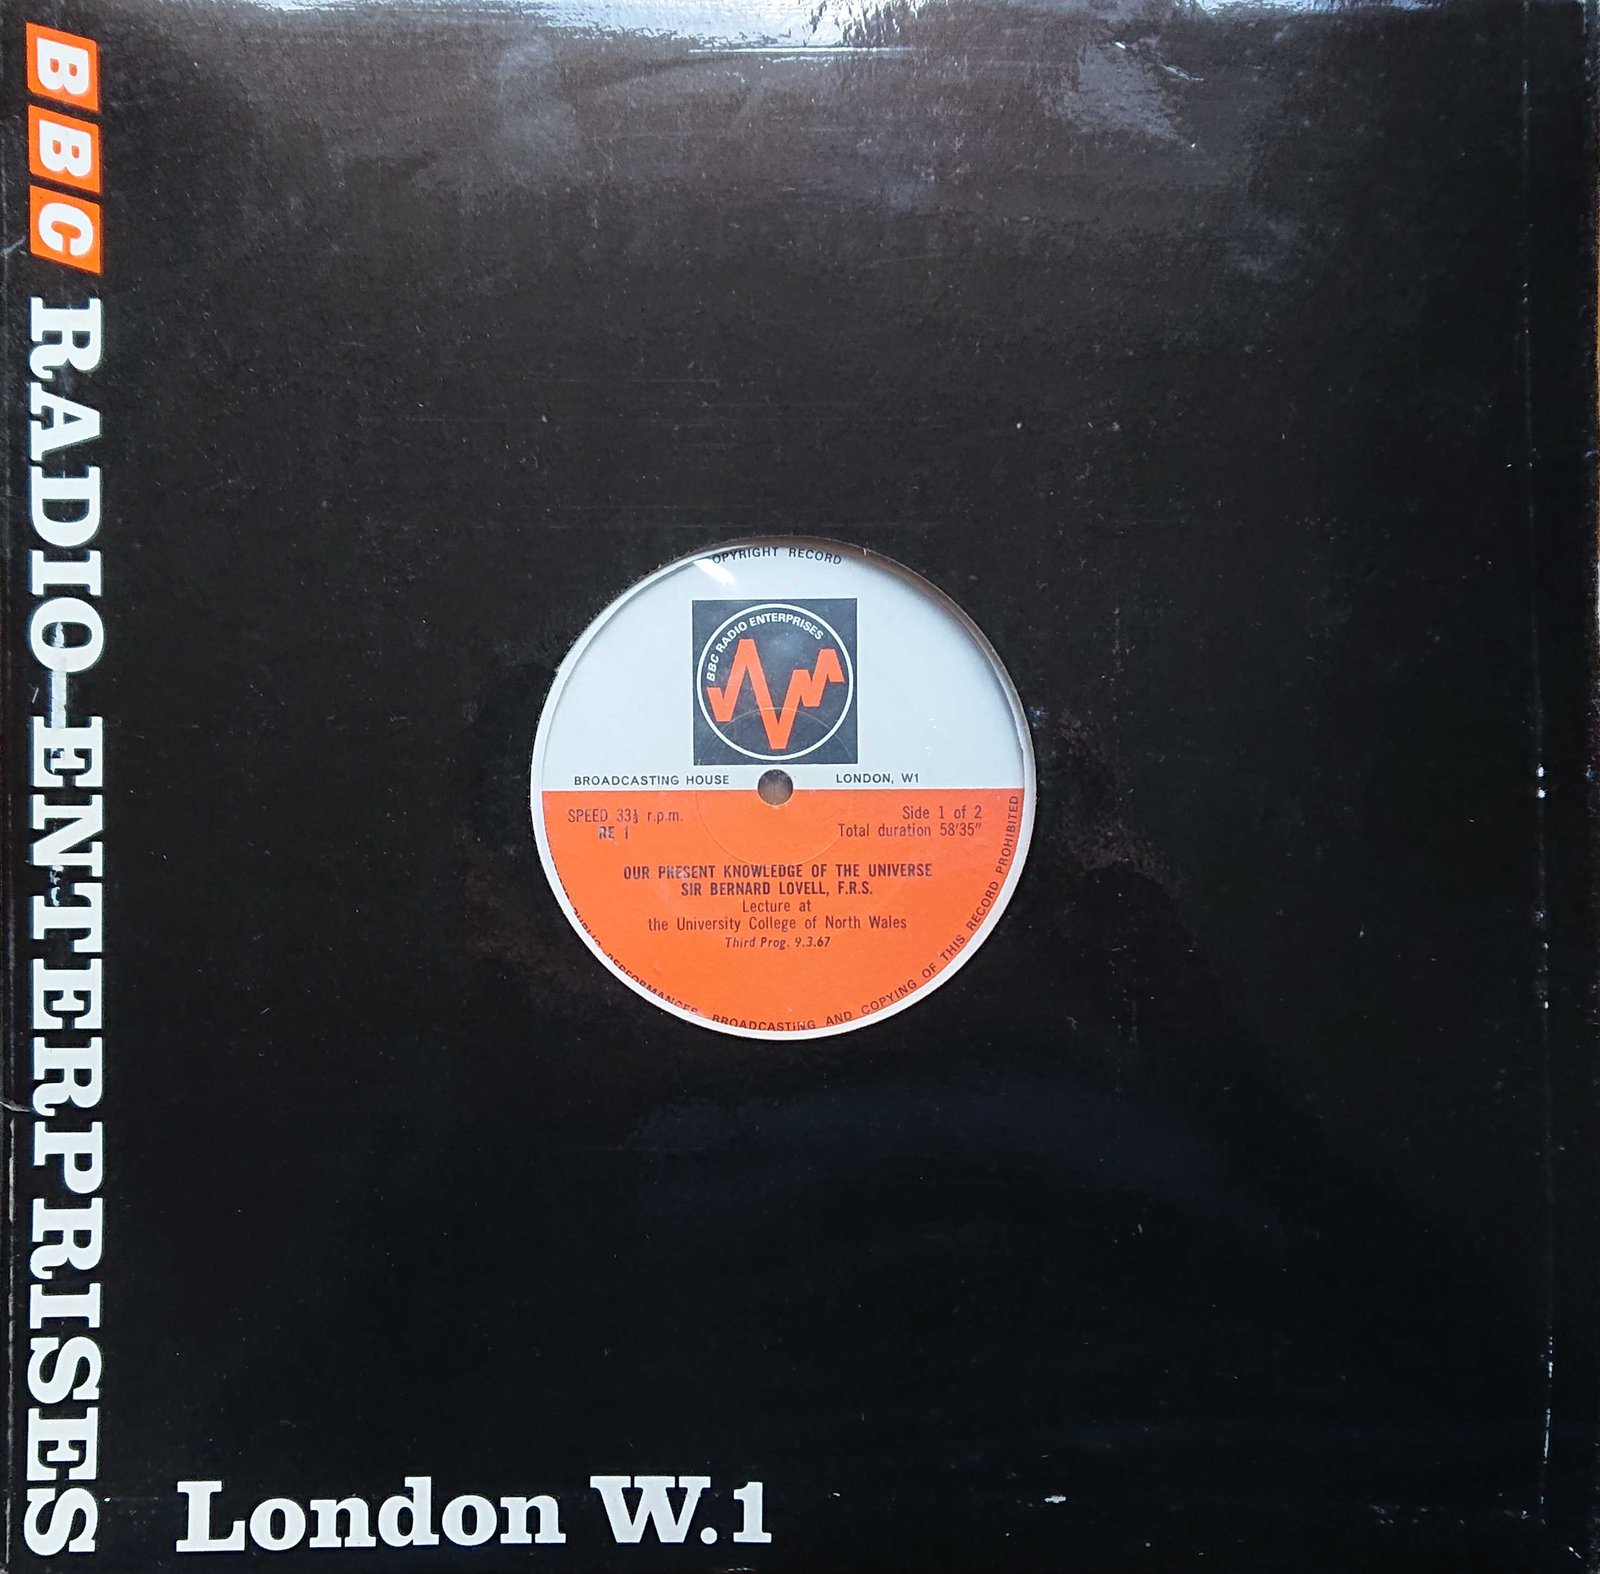 BBC RADIO ENTERPRISES
London W.1
COPYRIGHT RECORD
BBC RADIO ENTERPRISES
BROADCASTING HOUSE LONDON, W1
SPEED 33⅓ r.p.m. Side 1 of 2
RE 1 Total duration 58'35"
OUR PRESENT KNOWLEDGE OF THE UNIVERSE
SIR BERNARD LOVELL, F.R.S.
Lecture at
the University College of North Wales
Third Prog. 9.3.67
PERFORMANCES, BROADCASTING AND COPYING OF THIS RECORD PROHIBITED